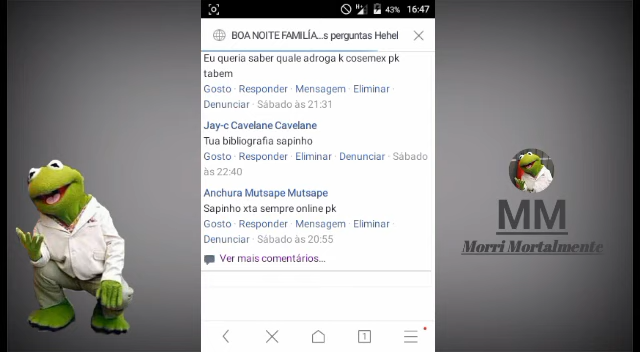 43% 16:47
BOA NOITE FAMILÍA...s perguntas Hehel
Eu queria saber quale adroga k cosemex pk
tabem
Gosto · Responder · Mensagem · Eliminar ·
Denunciar · Sábado às 21:31
Jay-c Cavelane Cavelane
Tua bibliografia sapinho
Gosto · Responder · Eliminar · Denunciar · Sábado
às 22:40
Anchura Mutsape Mutsape
Sapinho xta sempre online pk
Gosto · Responder · Mensagem · Eliminar ·
Denunciar · Sábado às 20:55
Ver mais comentários...
1
MM
Morri Mortalmente